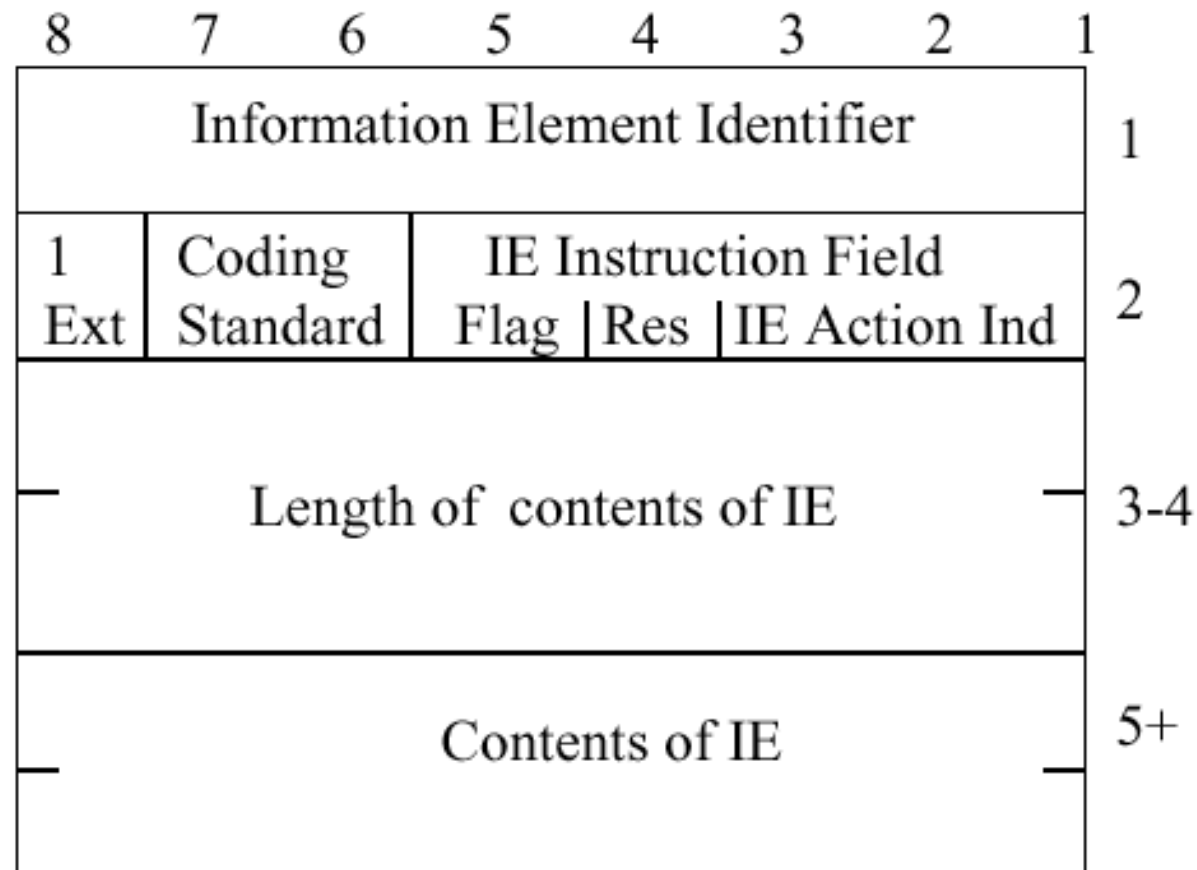 8 7 6 5 4 3 2 1
Information Element Identifier
1
1 Coding IE Instruction Field
Ext Standard Flag Res IE Action Ind
2
Length of contents of IE
3-4
Contents of IE
5+